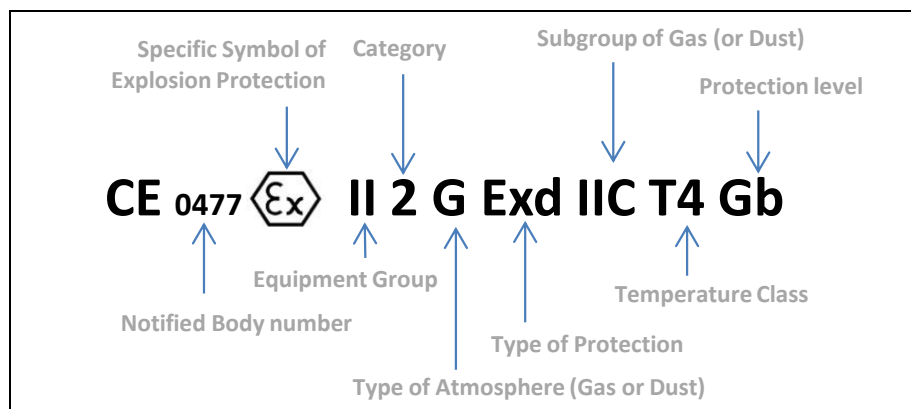 Specific Symbol of
Explosion Protection
Category
Subgroup of Gas (or Dust)
Protection level
CE 0477 Ex II 2 G Exd IIC T4 Gb
Equipment Group
Notified Body number
Temperature Class
Type of Protection
Type of Atmosphere (Gas or Dust)